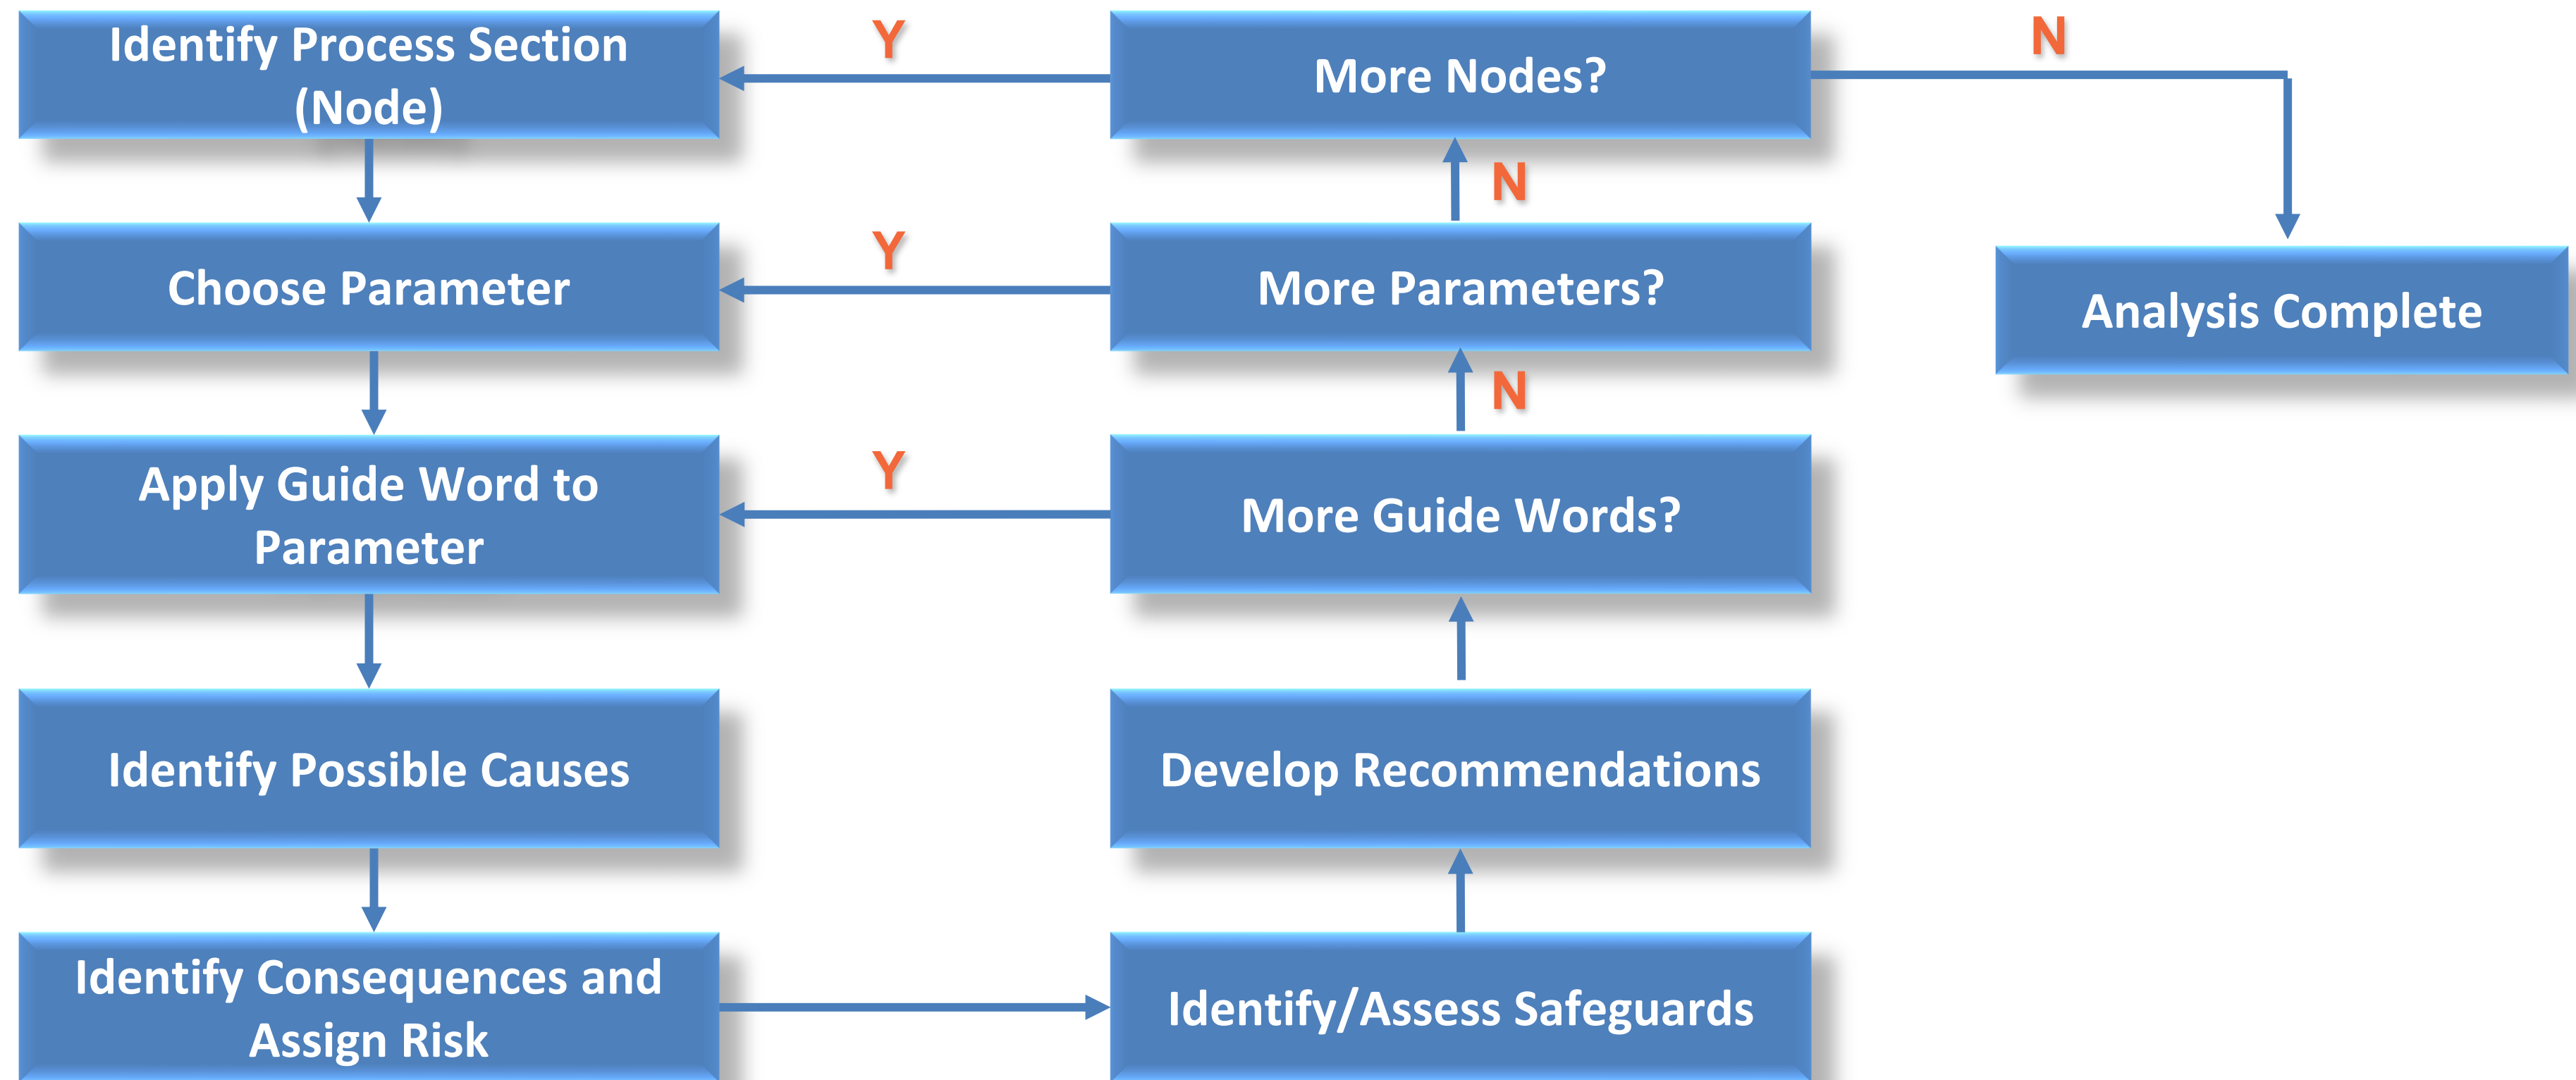 Identify Process Section
(Node)
Y
More Nodes?
N
N
Choose Parameter
Y
More Parameters?
Analysis Complete
N
Apply Guide Word to
Parameter
Y
More Guide Words?
Identify Possible Causes
Develop Recommendations
Identify Consequences and
Assign Risk
Identify/Assess Safeguards